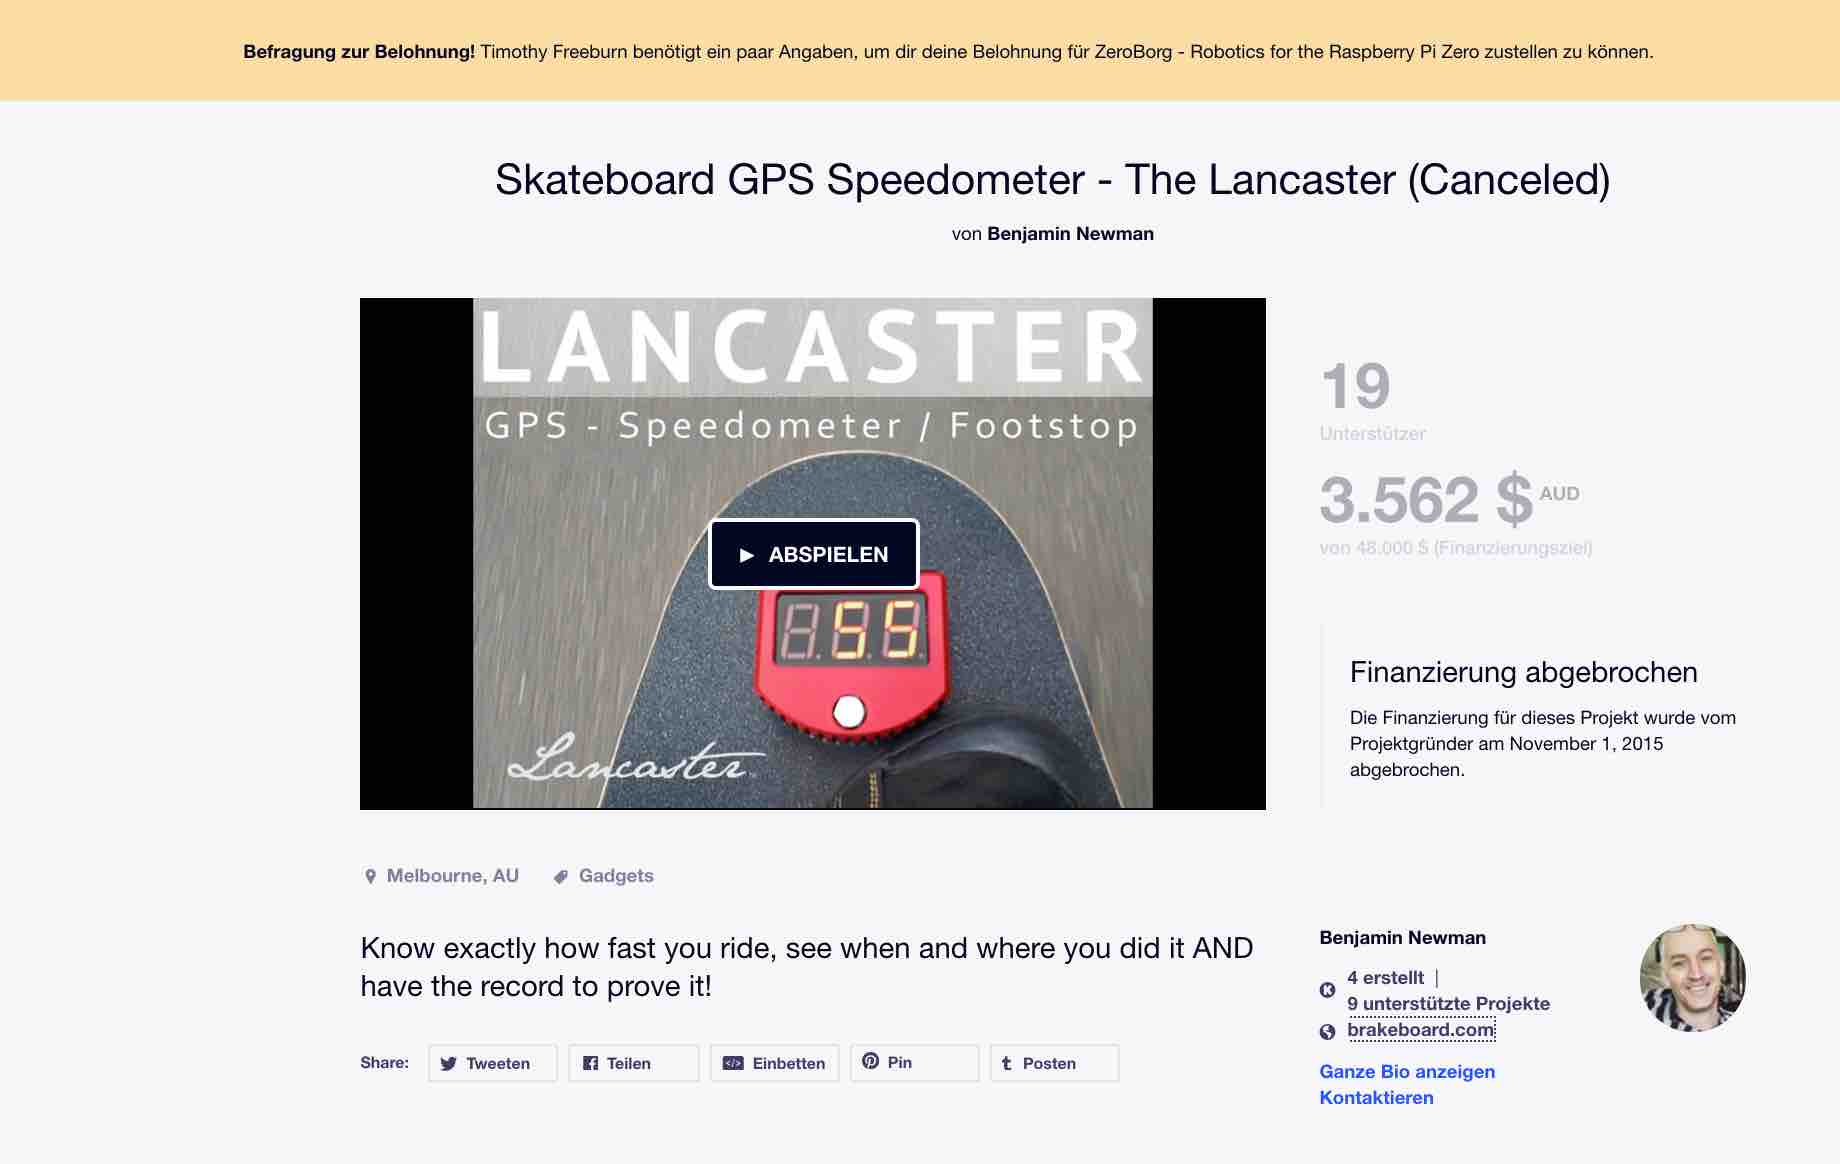 Befragung zur Belohnung! Timothy Freeburn benötigt ein paar Angaben, um dir deine Belohnung für ZeroBorg - Robotics for the Raspberry Pi Zero zustellen zu können.
Skateboard GPS Speedometer - The Lancaster (Canceled)
von Benjamin Newman
LANCASTER
GPS - Speedometer / Footstop
ABSPIELEN
55
Lancaster
19
Unterstützer
3.562 $ AUD
von 48.000 $ (Finanzierungsziel)
Finanzierung abgebrochen
Die Finanzierung für dieses Projekt wurde vom
Projektgründer am November 1, 2015
abgebrochen.
Melbourne, AU
Gadgets
Know exactly how fast you ride, see when and where you did it AND
have the record to prove it!
Share:
Tweeten
Teilen
Einbetten
Pin
Posten
Benjamin Newman
4 erstellt |
9 unterstützte Projekte
brakeboard.com
Ganze Bio anzeigen
Kontaktieren